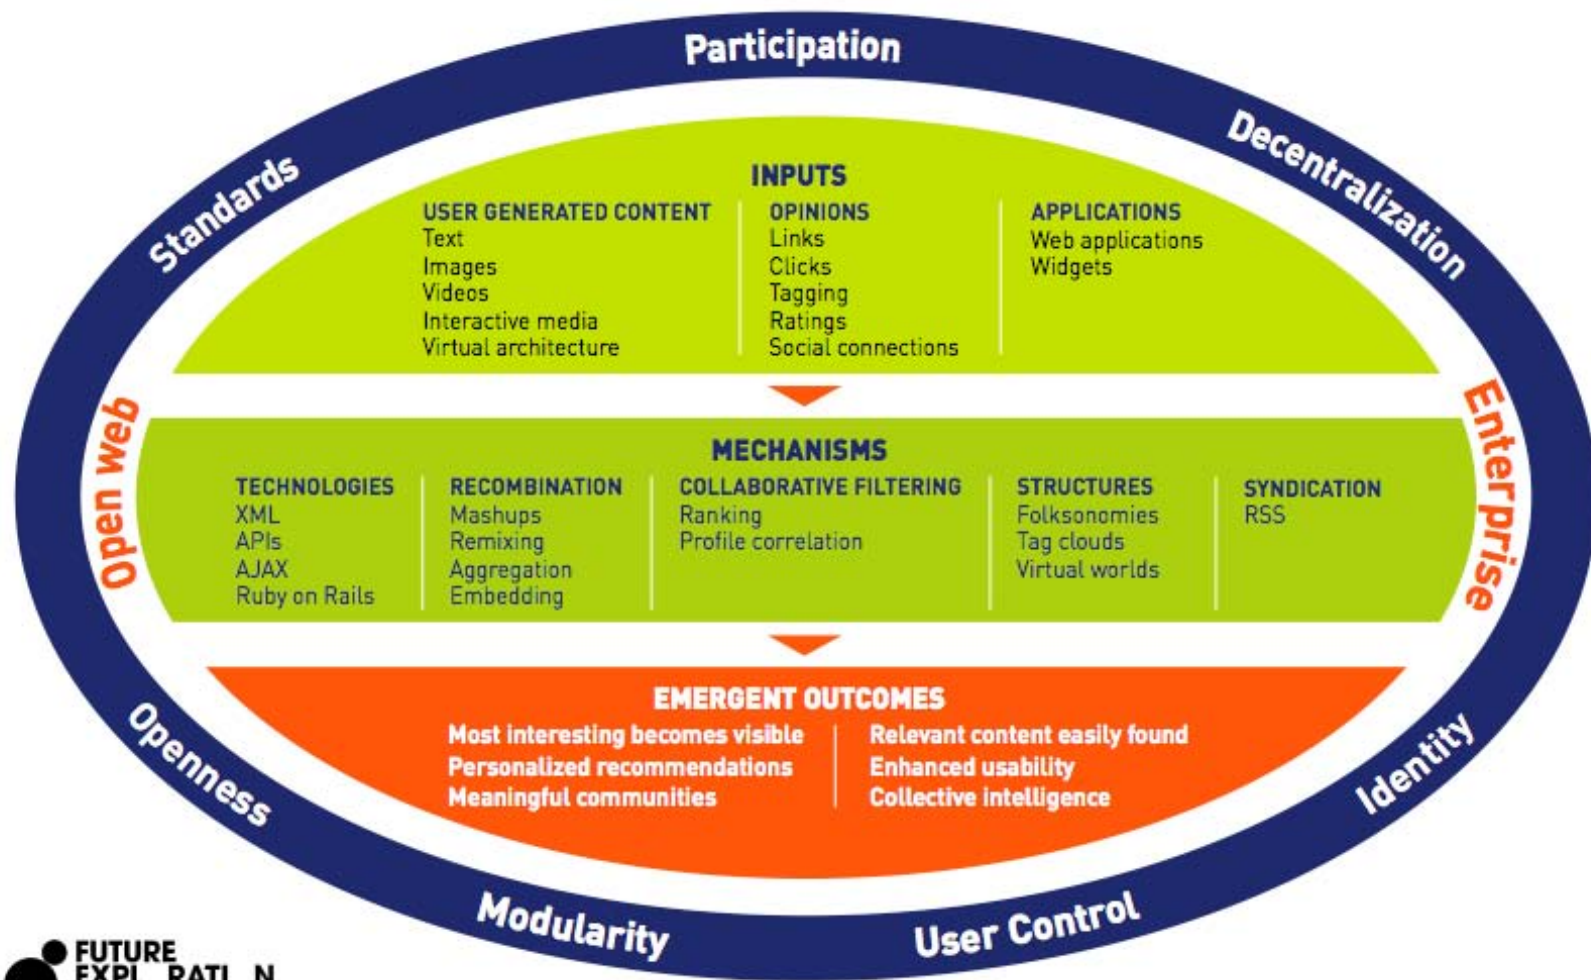 Participation
Decentralization
Standards
INPUTS
USER GENERATED CONTENT
Text
Images
Videos
Interactive media
Virtual architecture
OPINIONS
Links
Clicks
Tagging
Ratings
Social connections
APPLICATIONS
Web applications
Widgets
Open web
Enterprise
MECHANISMS
TECHNOLOGIES
XML
APIs
AJAX
Ruby on Rails
RECOMBINATION
Mashups
Remixing
Aggregation
Embedding
COLLABORATIVE FILTERING
Ranking
Profile correlation
STRUCTURES
Folksonomies
Tag clouds
Virtual worlds
SYNDICATION
RSS
EMERGENT OUTCOMES
Most interesting becomes visible
Personalized recommendations
Meaningful communities
Relevant content easily found
Enhanced usability
Collective intelligence
Openness
Identity
Modularity
User Control
FUTURE
EXPL RATI N